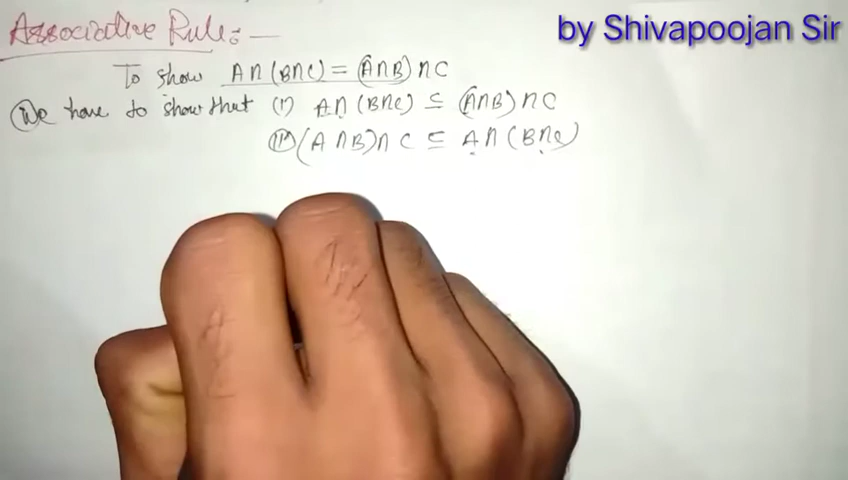 Associative Rule:-
by Shivapoojan Sir
To show A∩(B∩C) = (A∩B)∩C
We have to show that (i) A∩(B∩C) ⊆ (A∩B)∩C
(ii) (A∩B)∩C ⊆ A∩(B∩C)